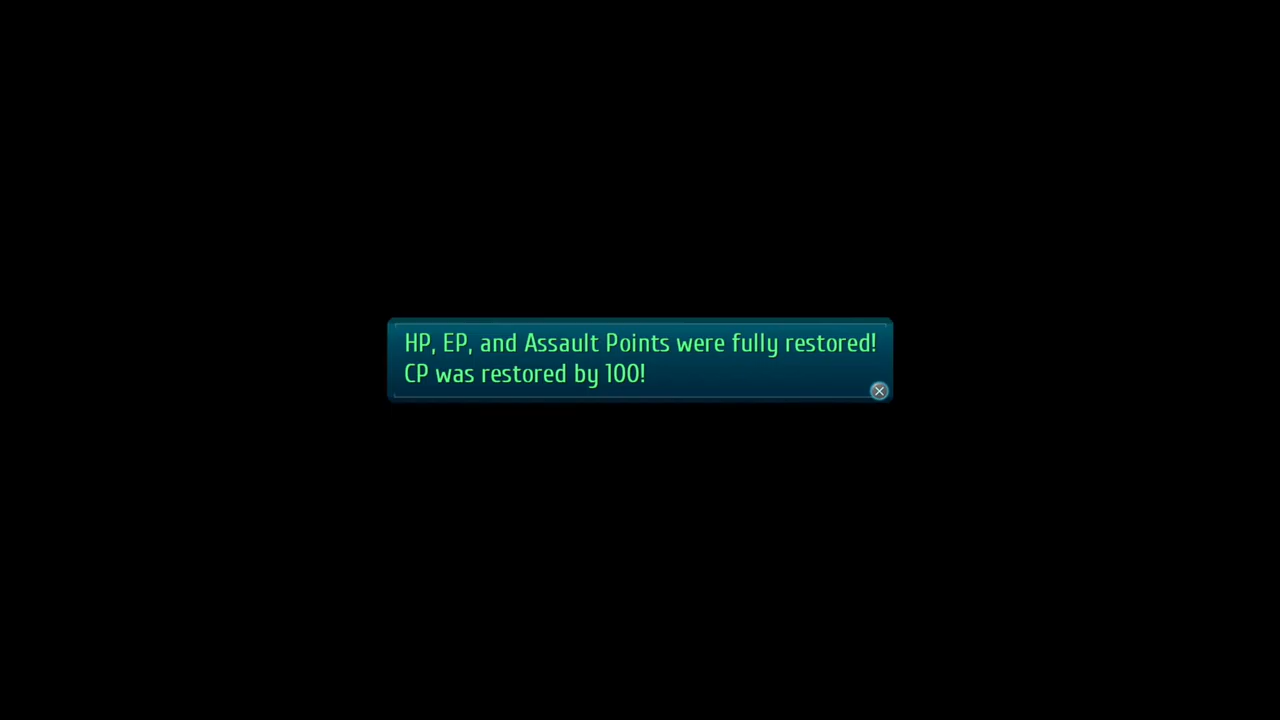 HP, EP, and Assault Points were fully restored!
CP was restored by 100!